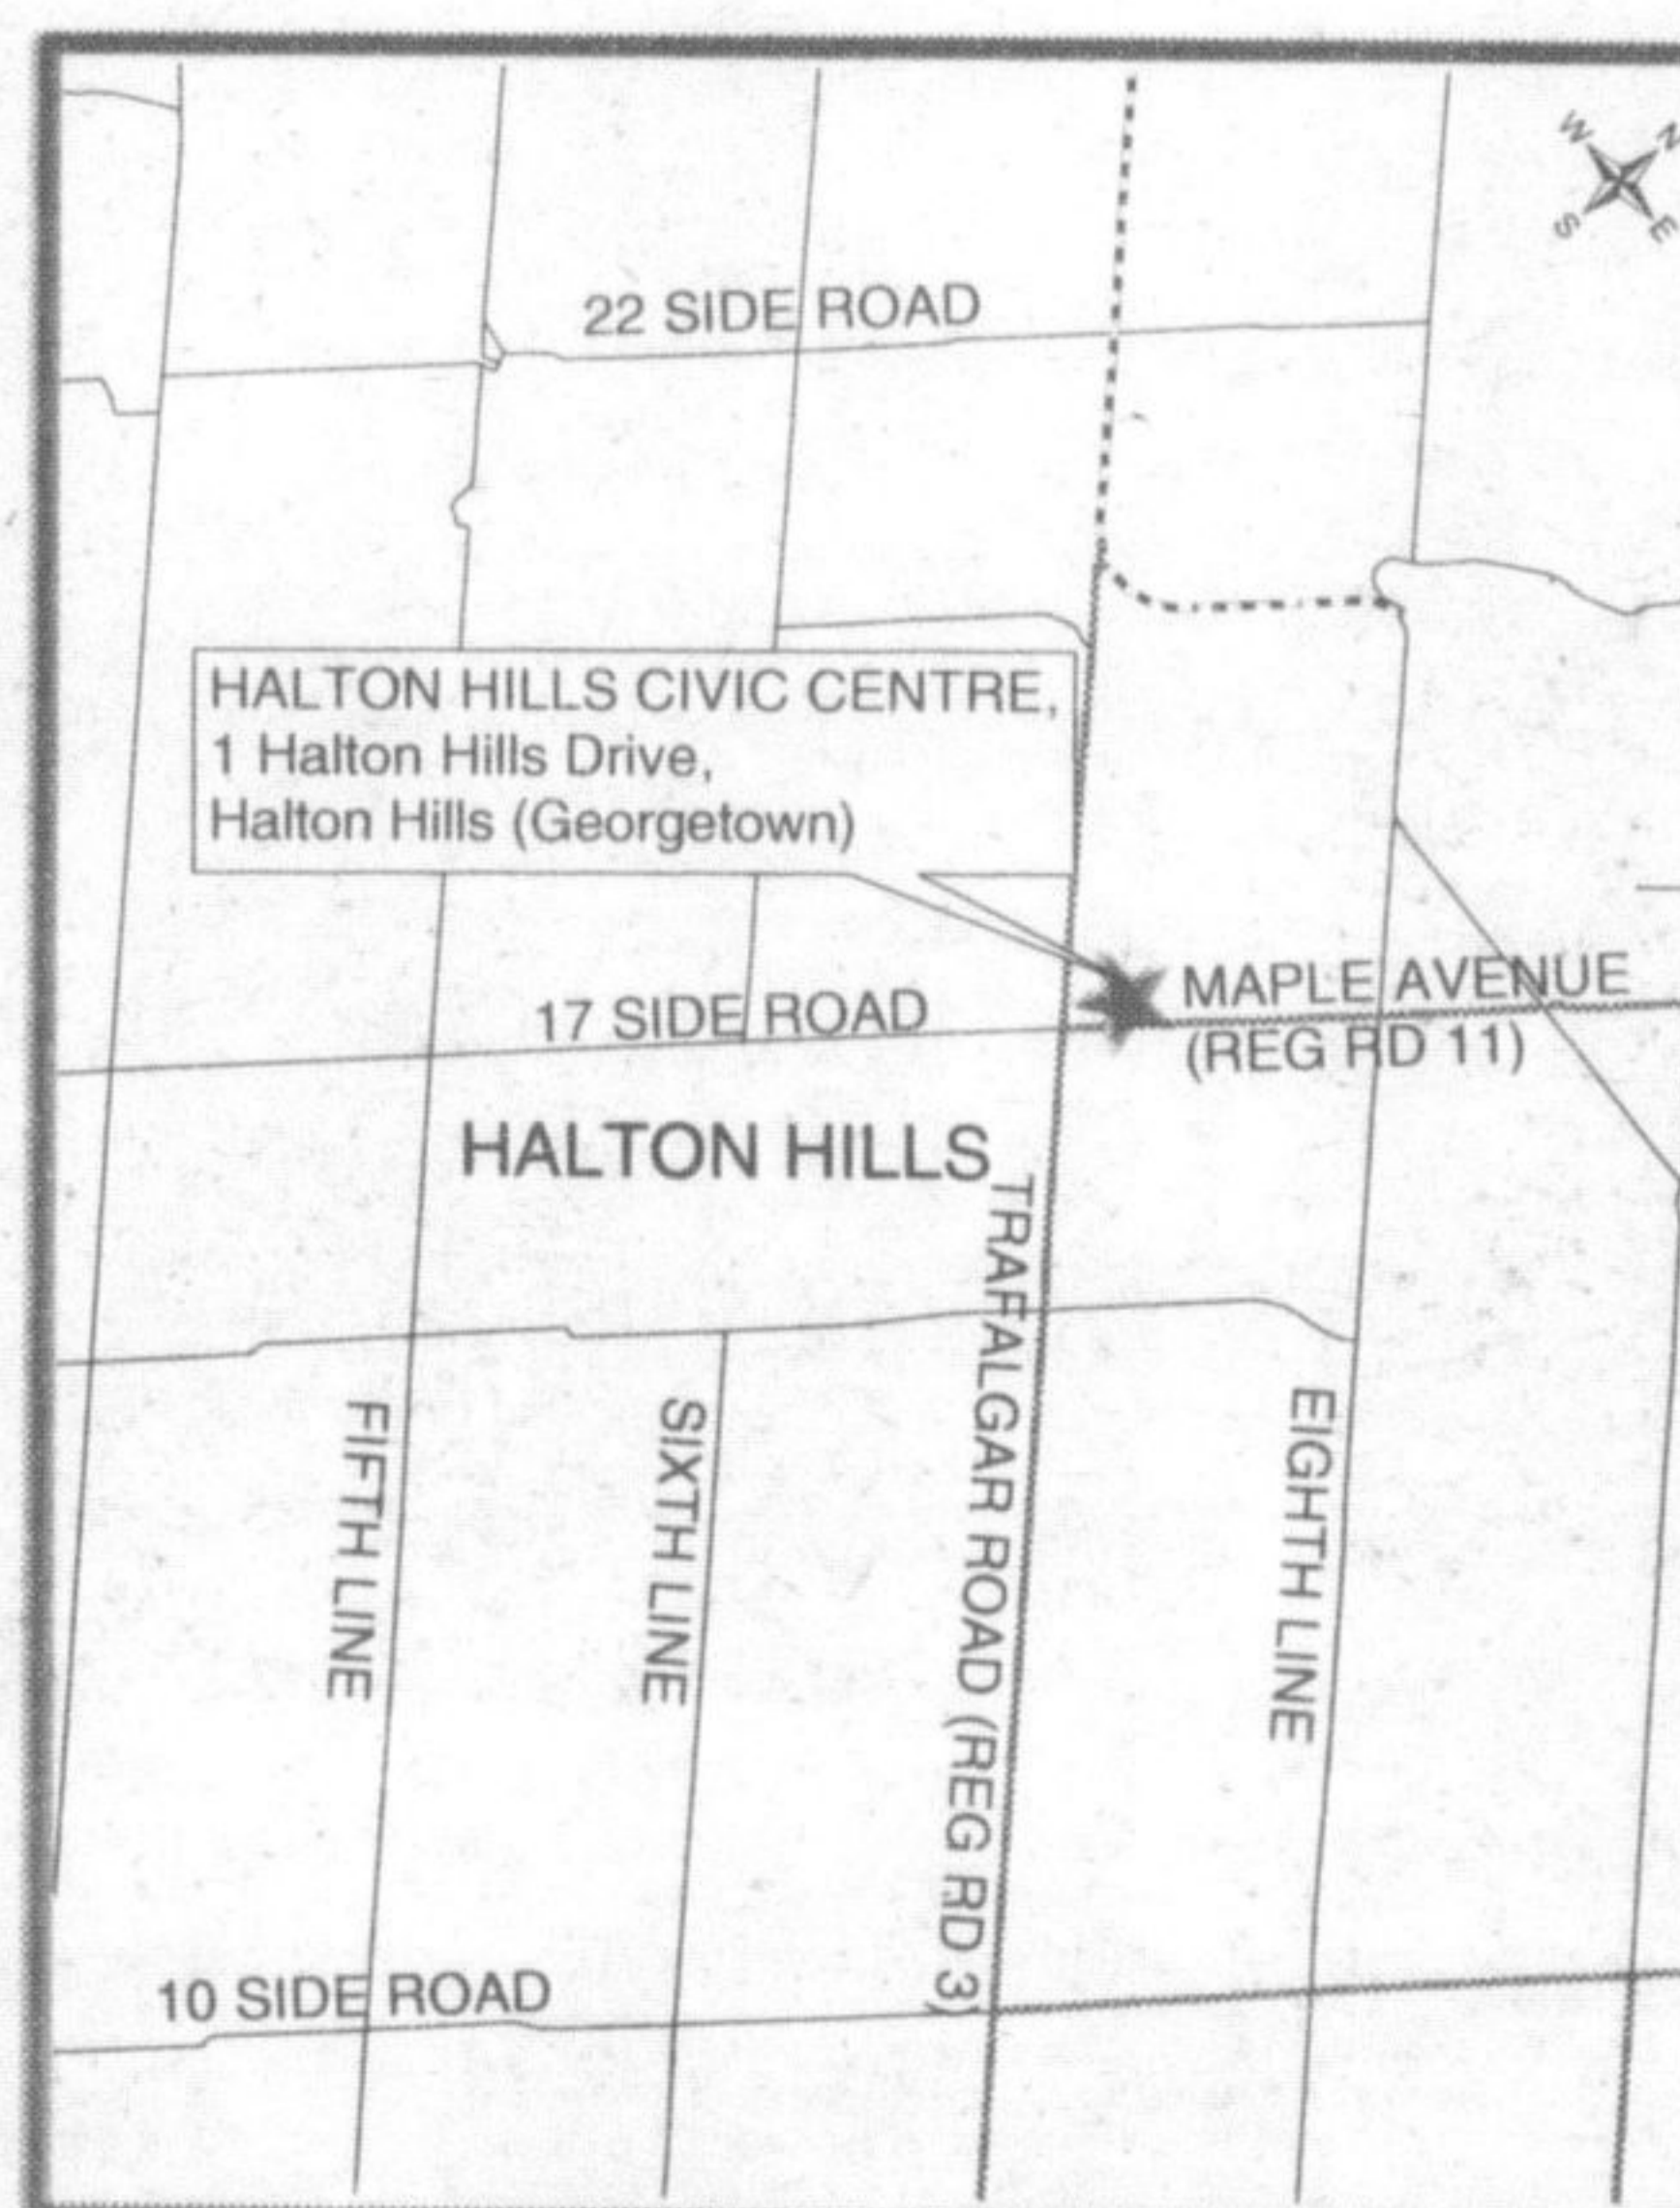 W
N
S
E
22 SIDE ROAD
HALTON HILLS CIVIC CENTRE,
1 Halton Hills Drive,
Halton Hills (Georgetown)
17 SIDE ROAD
MAPLE AVENUE
(REG RD 11)
HALTON HILLS
TRAFALGAR ROAD (REG RD 3)
FIFTH LINE
SIXTH LINE
EIGHTH LINE
10 SIDE ROAD